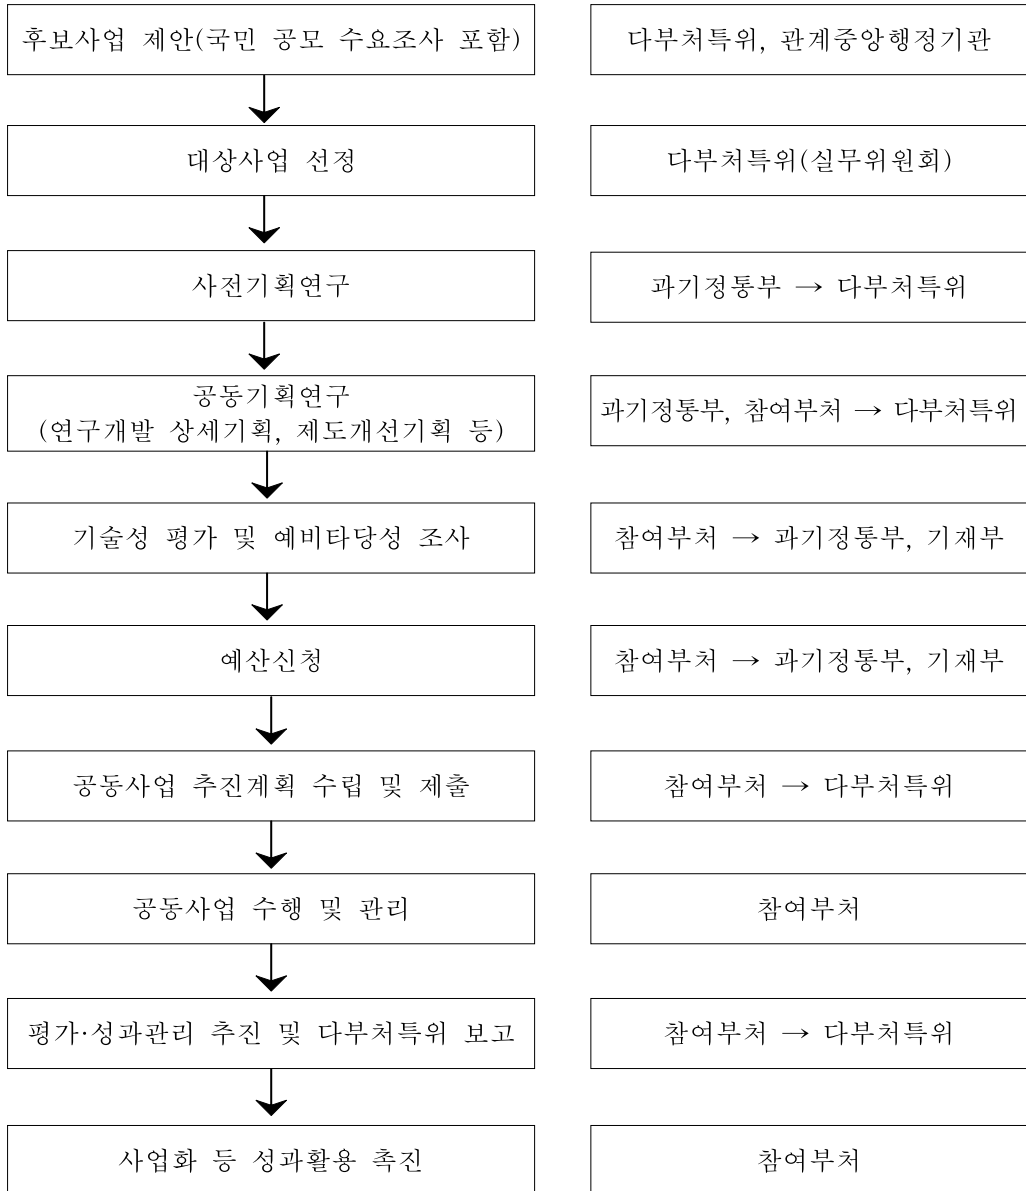 후보사업 제안(국민 공모 수요조사 포함)
다부처특위, 관계중앙행정기관
대상사업 선정
다부처특위(실무위원회)
사전기획연구
과기정통부 → 다부처특위
공동기획연구
(연구개발 상세기획, 제도개선기획 등)
과기정통부, 참여부처 → 다부처특위
기술성 평가 및 예비타당성 조사
참여부처 → 과기정통부, 기재부
예산신청
참여부처 → 과기정통부, 기재부
공동사업 추진계획 수립 및 제출
참여부처 → 다부처특위
공동사업 수행 및 관리
참여부처
평가·성과관리 추진 및 다부처특위 보고
참여부처 → 다부처특위
사업화 등 성과활용 촉진
참여부처